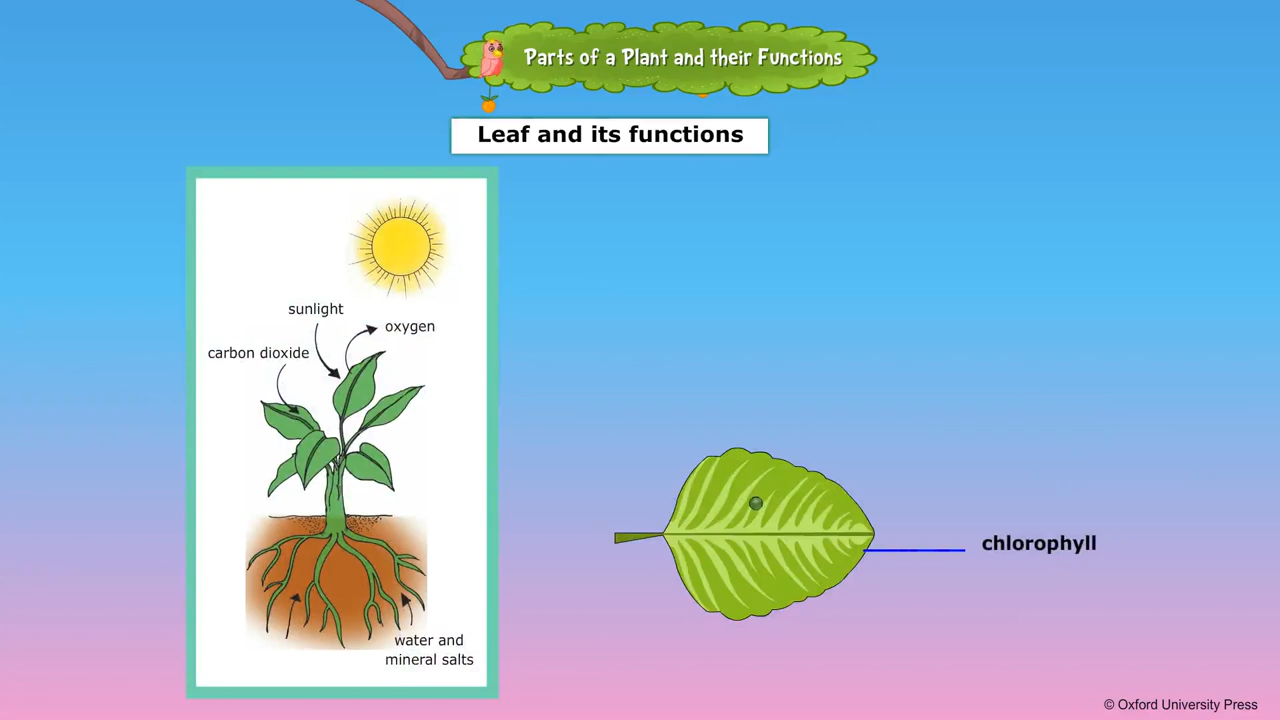 Parts of a Plant and their Functions
Leaf and its functions
sunlight
oxygen
carbon dioxide
chlorophyll
water and
mineral salts
© Oxford University Press